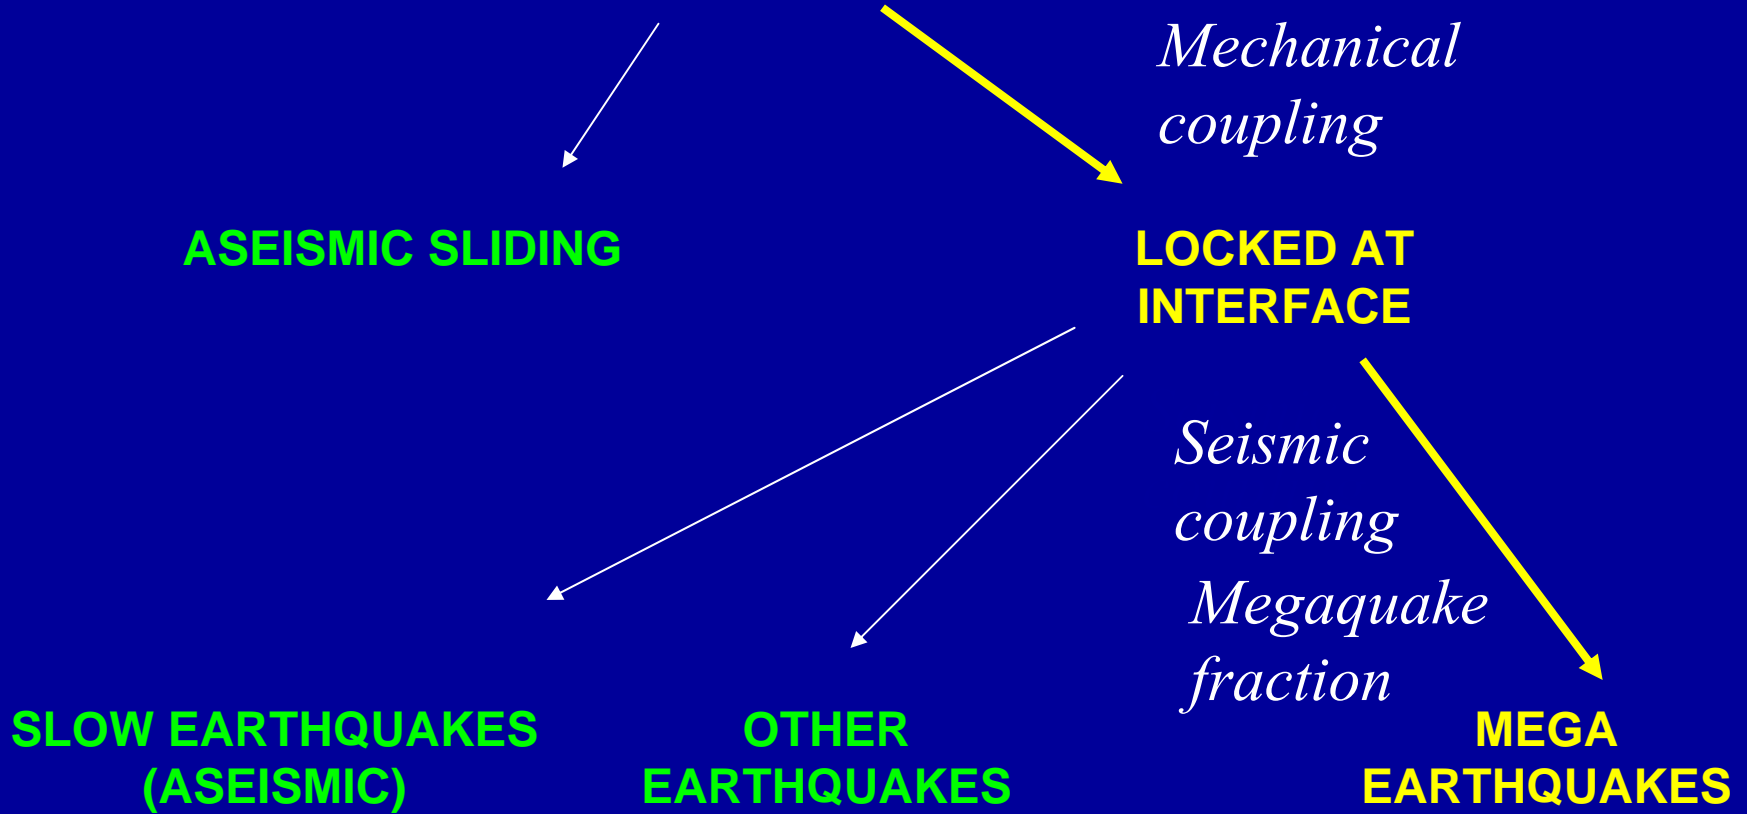 Mechanical
coupling
ASEISMIC SLIDING
LOCKED AT
INTERFACE
Seismic
coupling
Megaquake
fraction
SLOW EARTHQUAKES
(ASEISMIC)
OTHER
EARTHQUAKES
MEGA
EARTHQUAKES